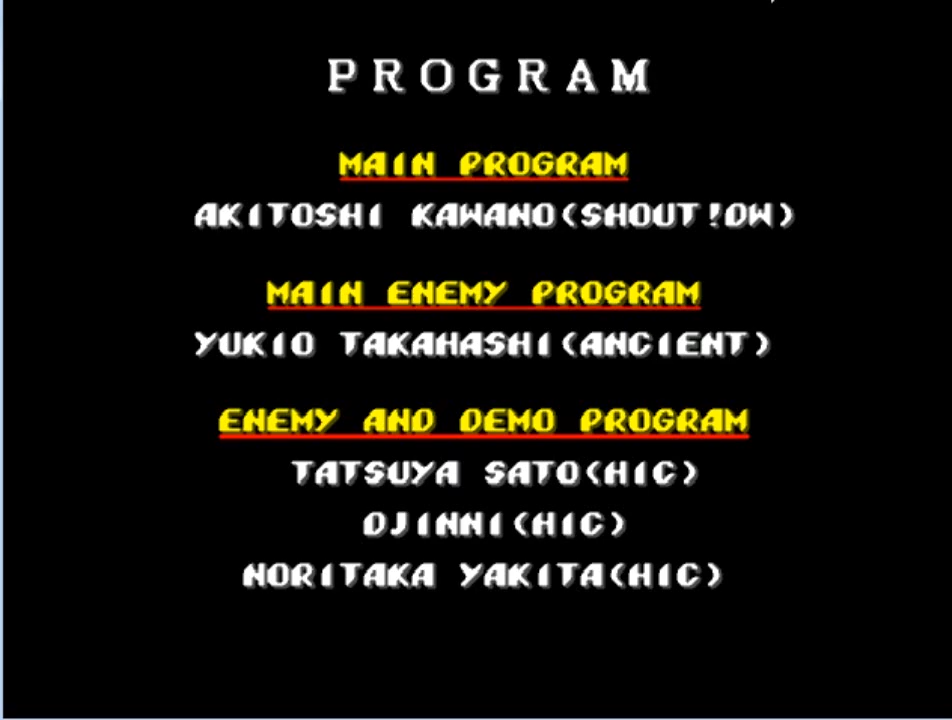 PROGRAM
MAIN PROGRAM
AKITOSHI KAWANO(SHOUT!DW)
MAIN ENEMY PROGRAM
YUKIO TAKAHASHI(ANCIENT)
ENEMY AND DEMO PROGRAM
TATSUYA SATO(HIC)
DJINNI(HIC)
NORITAKA YAKITA(HIC)